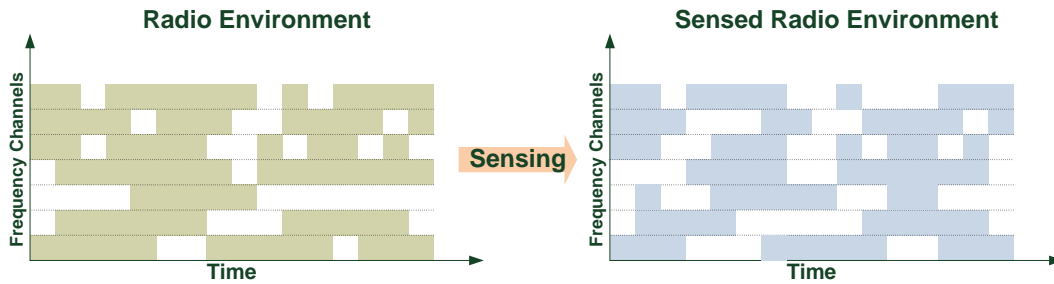 Radio Environment
Frequency Channels
Time
Sensing
Sensed Radio Environment
Frequency Channels
Time